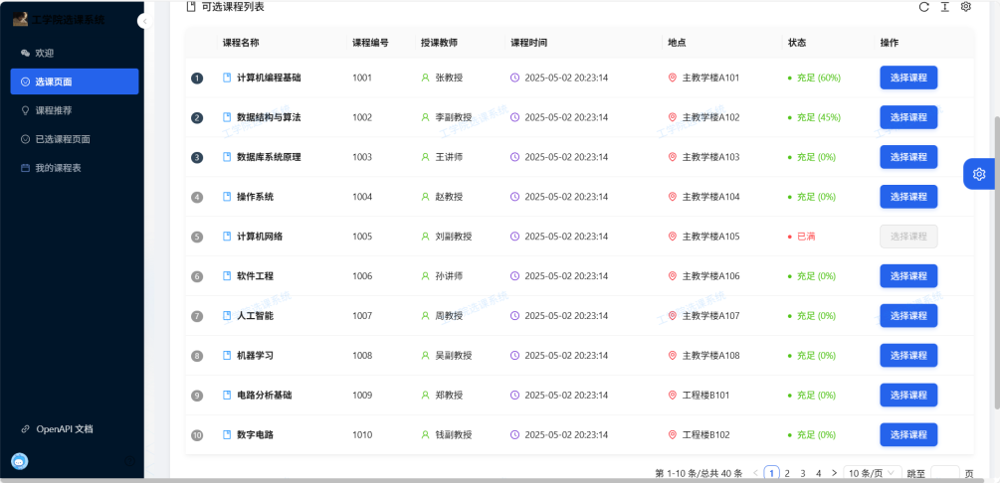 工学院选课系统
欢迎
选课页面
课程推荐
已选课程页面
我的课程表
OpenAPI 文档
可选课程列表
课程名称 课程编号 授课教师 课程时间 地点 状态 操作
1 计算机编程基础 1001 张教授 2025-05-02 20:23:14 主教学楼A101 充足 (60%) 选择课程
2 数据结构与算法 1002 李副教授 2025-05-02 20:23:14 主教学楼A102 充足 (45%) 选择课程
3 数据库系统原理 1003 王讲师 2025-05-02 20:23:14 主教学楼A103 充足 (0%) 选择课程
4 操作系统 1004 赵教授 2025-05-02 20:23:14 主教学楼A104 充足 (0%) 选择课程
5 计算机网络 1005 刘副教授 2025-05-02 20:23:14 主教学楼A105 已满 选择课程
6 软件工程 1006 孙讲师 2025-05-02 20:23:14 主教学楼A106 充足 (0%) 选择课程
7 人工智能 1007 周教授 2025-05-02 20:23:14 主教学楼A107 充足 (0%) 选择课程
8 机器学习 1008 吴副教授 2025-05-02 20:23:14 主教学楼A108 充足 (0%) 选择课程
9 电路分析基础 1009 郑教授 2025-05-02 20:23:14 工程楼B101 充足 (0%) 选择课程
10 数字电路 1010 钱副教授 2025-05-02 20:23:14 工程楼B102 充足 (0%) 选择课程
第 1-10 条/总共 40 条 < 1 2 3 4 > 10 条/页 跳至 页